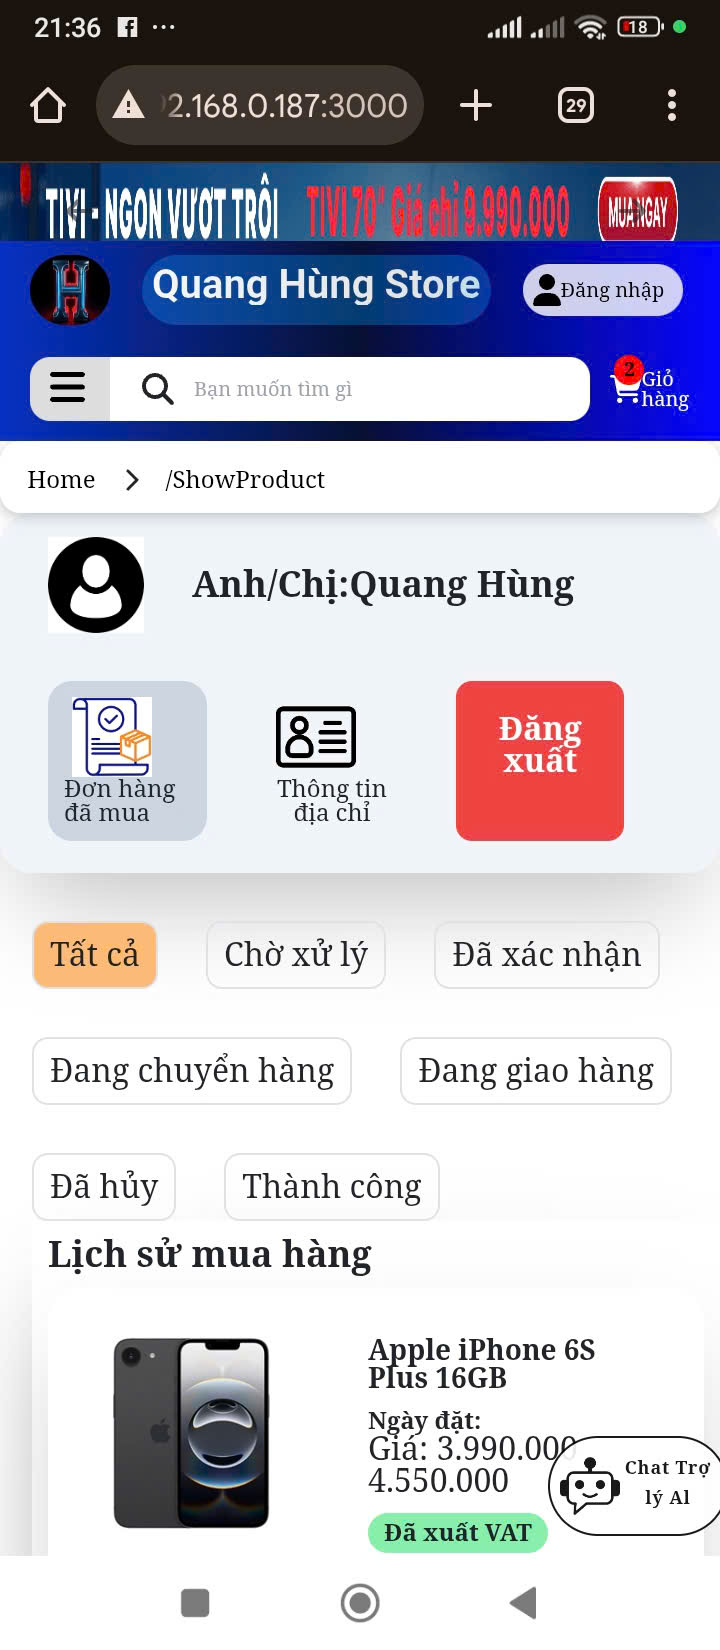 21:36
18
2.168.0.187:3000
29
TIVI - NGON VƯỢT TRÔI
TIVI 70" Giá chỉ 9.990.000
MUA NGAY
H
Quang Hùng Store
Đăng nhập
Bạn muốn tìm gì
2
Giỏ
hàng
Home
/ShowProduct
Anh/Chị:Quang Hùng
Đơn hàng
đã mua
Thông tin
địa chỉ
Đăng
xuất
Tất cả
Chờ xử lý
Đã xác nhận
Đang chuyển hàng
Đang giao hàng
Đã hủy
Thành công
Lịch sử mua hàng
Apple iPhone 6S
Plus 16GB
Ngày đặt:
Giá: 3.990.000
4.550.000
Đã xuất VAT
Chat Trợ
lý Al